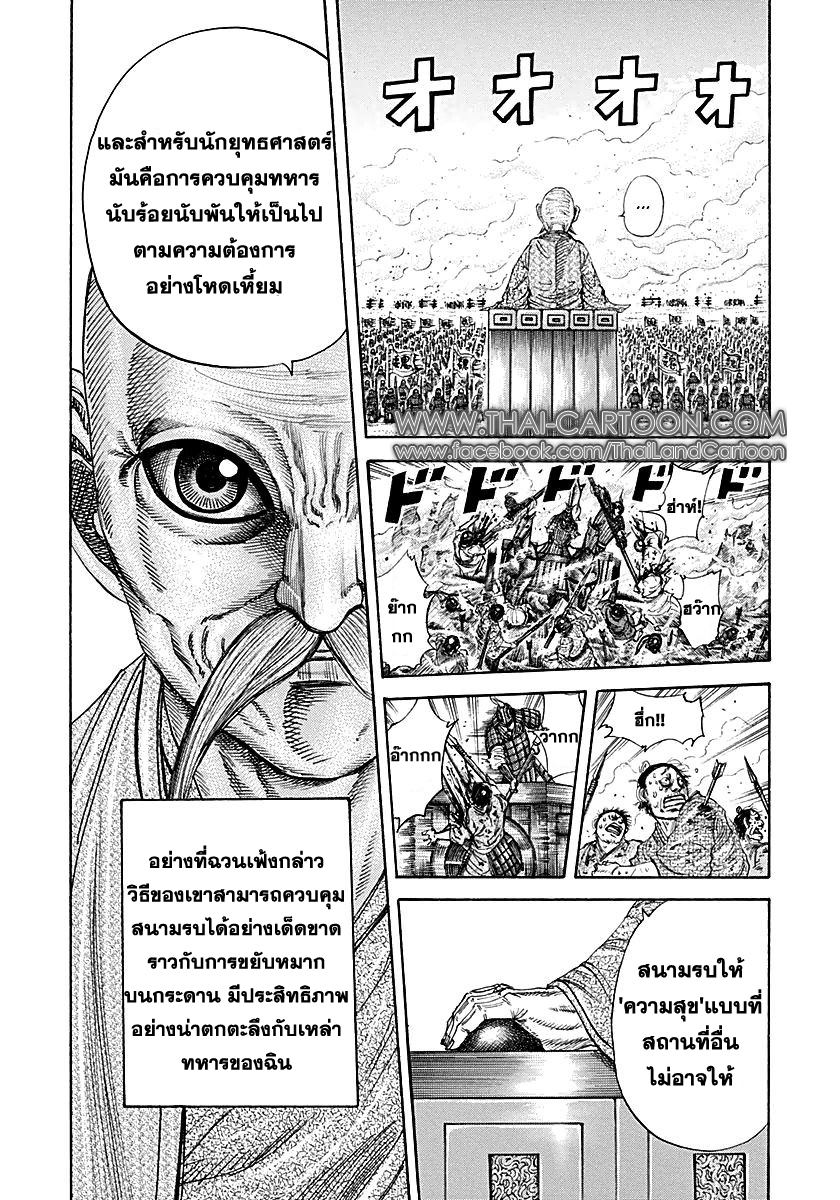 オオオオ
...
WWW.THAI-CARTOON.COM
www.facebook.com/ThaiLandCartoon
ドドドドド
ฮ่าห์!
ย๊าก
กก
ฮว๊าก
ฮึ่ก!!
ว๊ากก
อ๊ากกก
สนามรบให้
'ความสุข'แบบที่
สถานที่อื่น
ไม่อาจให้
และสำหรับนักยุทธศาสตร์
มันคือการควบคุมทหาร
นับร้อยนับพันให้เป็นไป
ตามความต้องการ
อย่างโหดเหี้ยม
อย่างที่ฉวนเฟ้งกล่าว
วิธีของเขาสามารถควบคุม
สนามรบได้อย่างเด็ดขาด
ราวกับการขยับหมาก
บนกระดาน มีประสิทธิภาพ
อย่างน่าตกตะลึงกับเหล่า
ทหารของฉิน